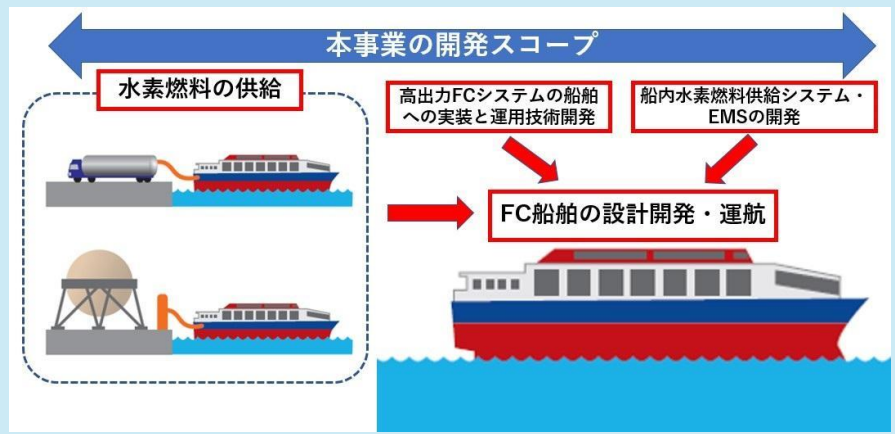 本事業の開発スコープ
水素燃料の供給
高出力FCシステムの船舶
への実装と運用技術開発
船内水素燃料供給システム・
EMSの開発
FC船舶の設計開発・運航